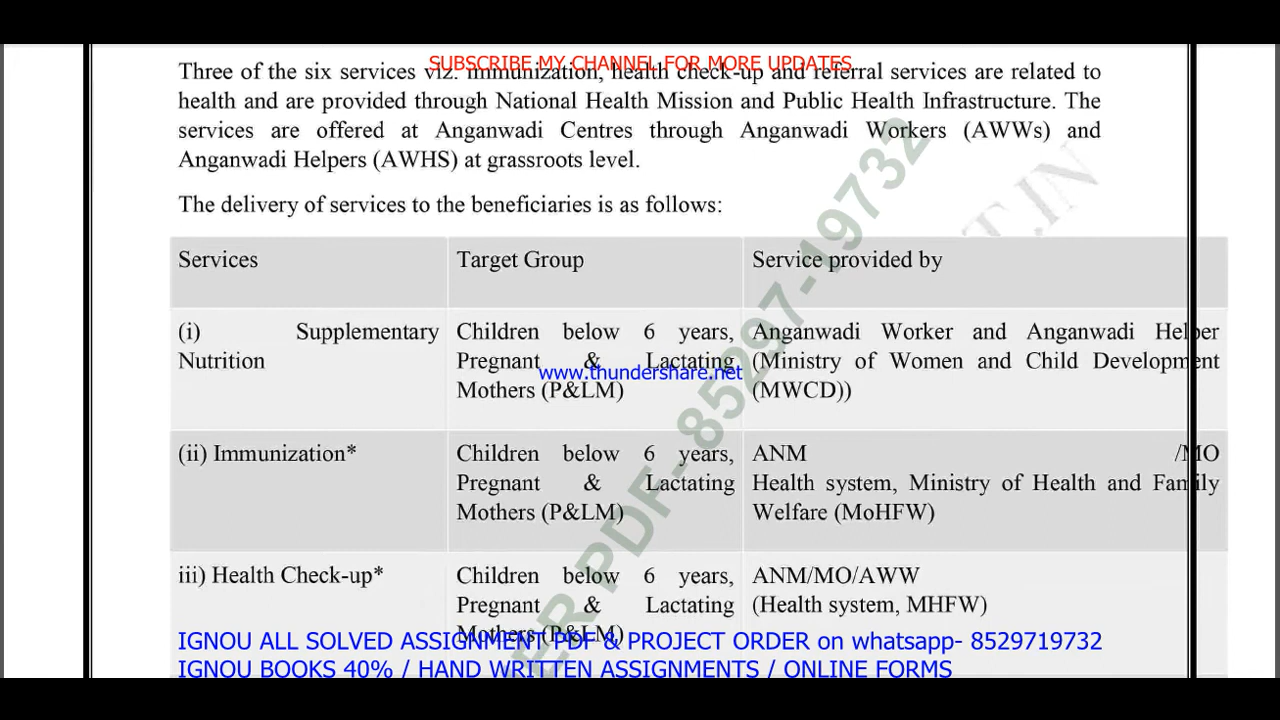 SUBSCRIBE MY CHANNEL FOR MORE UPDATES
Three of the six services viz. immunization, health check-up and referral services are related to
health and are provided through National Health Mission and Public Health Infrastructure. The
services are offered at Anganwadi Centres through Anganwadi Workers (AWWs) and
Anganwadi Helpers (AWHS) at grassroots level.
The delivery of services to the beneficiaries is as follows:
Services
Target Group
Service provided by
(i) Supplementary
Nutrition
Children below 6 years,
Pregnant & Lactating
Mothers (P&LM)
Anganwadi Worker and Anganwadi Helper
(Ministry of Women and Child Development
(MWCD))
www.thundershare.net
(ii) Immunization*
Children below 6 years,
Pregnant & Lactating
Mothers (P&LM)
ANM /MO
Health system, Ministry of Health and Family
Welfare (MoHFW)
iii) Health Check-up*
Children below 6 years,
Pregnant & Lactating
Mothers (P&LM)
ANM/MO/AWW
(Health system, MHFW)
IGNOU ALL SOLVED ASSIGNMENT PDF & PROJECT ORDER on whatsapp- 8529719732
IGNOU BOOKS 40% / HAND WRITTEN ASSIGNMENTS / ONLINE FORMS
ER PDF- 85297-19732
T.IN